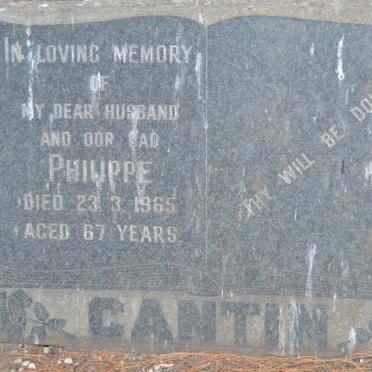 IN LOVING MEMORY
OF
MY DEAR HUSBAND
AND OUR DAD
PHILIPPE
DIED 23.3.1965
AGED 67 YEARS
THY WILL BE DO
CANTIN